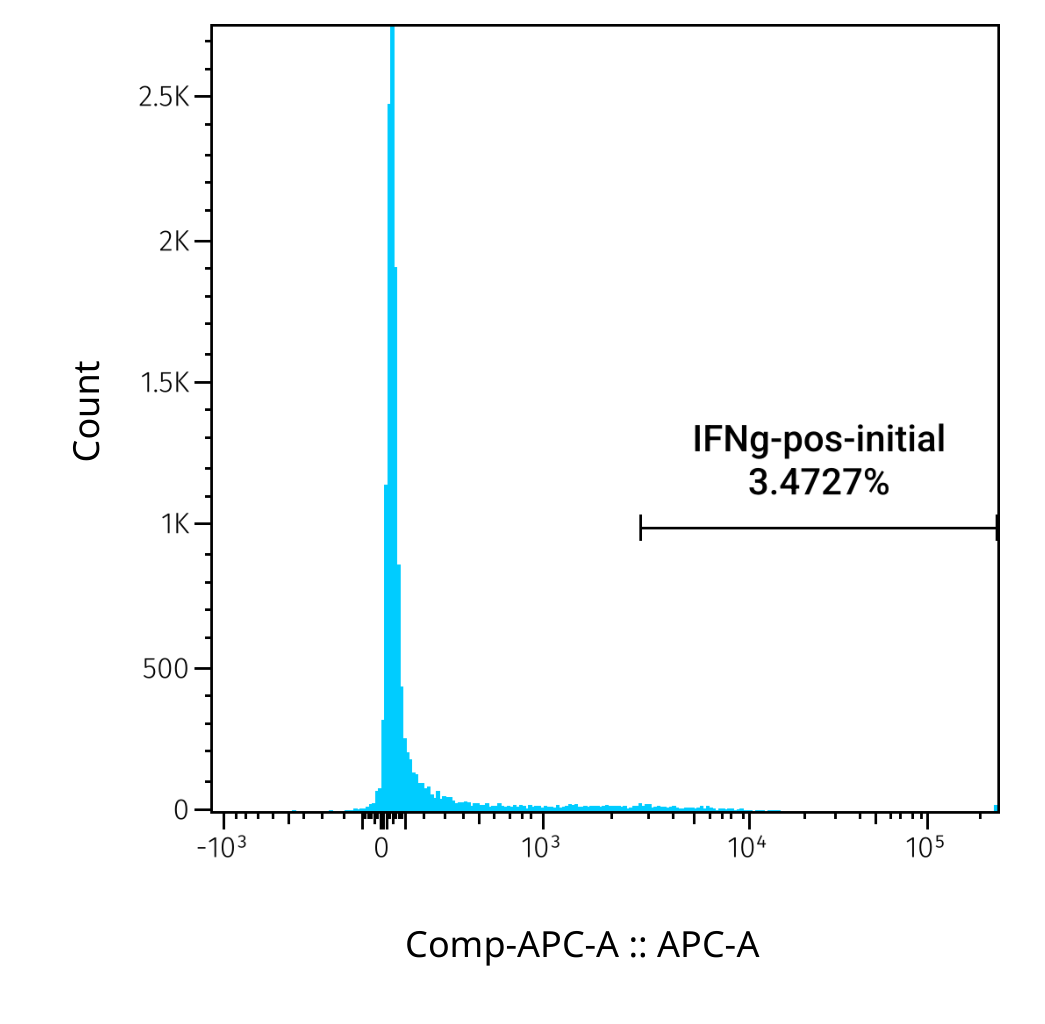 2.5K
2K
1.5K
1K
500
0
Count
IFNg-pos-initial
3.4727%
-10³
0
10³
10⁴
10⁵
Comp-APC-A :: APC-A